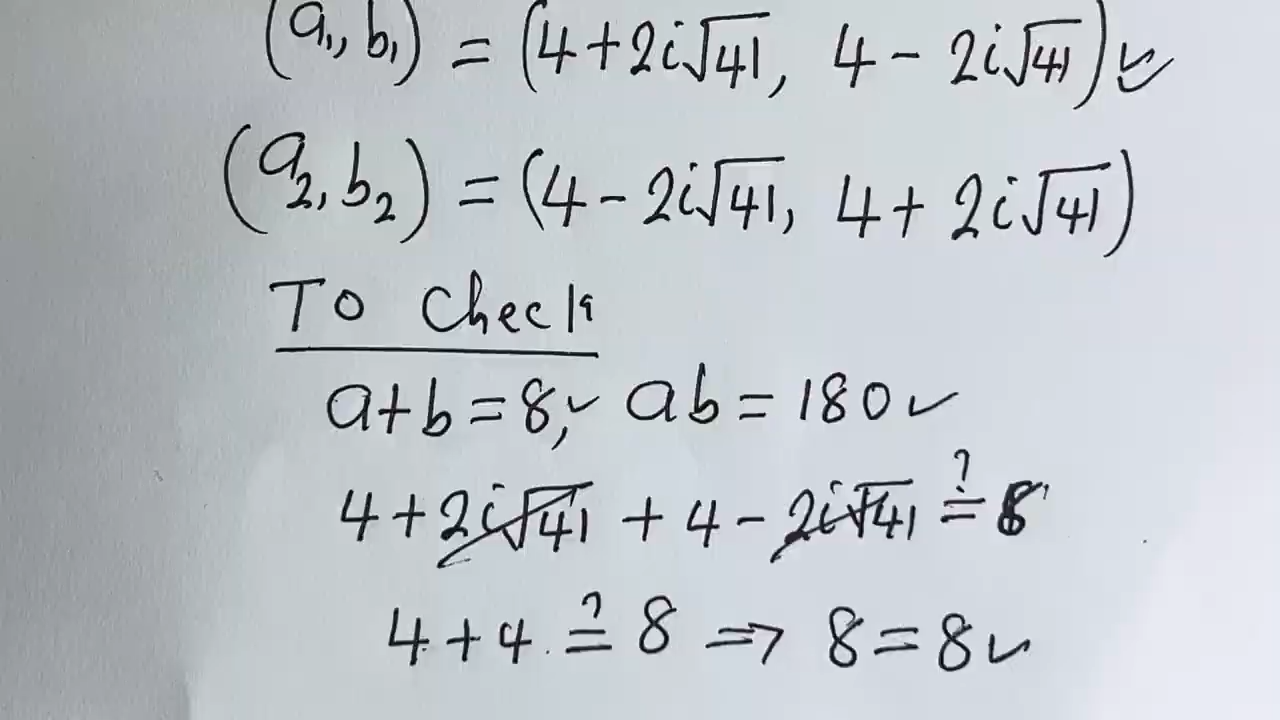 (a₁, b₁) = (4+2i√41, 4-2i√41)✓
(a₂, b₂) = (4-2i√41, 4+2i√41)
To Check
a+b=8,✓ ab=180✓
4+2i√41 + 4-2i√41 ≟ 8
4+4 ≟ 8 ⇒ 8=8✓